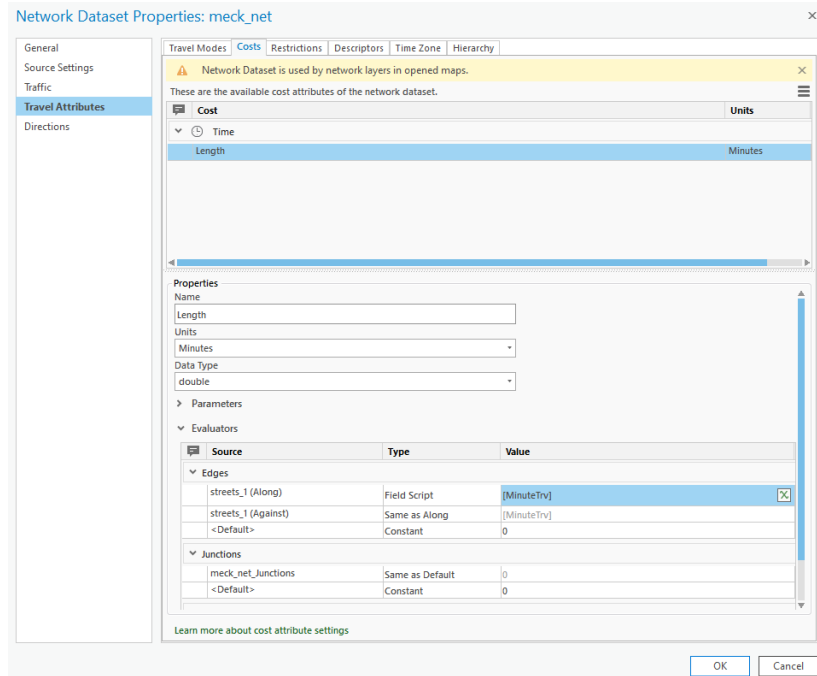 Network Dataset Properties: meck_net
General
Source Settings
Traffic
Travel Attributes
Directions
Travel Modes Costs Restrictions Descriptors Time Zone Hierarchy
Network Dataset is used by network layers in opened maps.
These are the available cost attributes of the network dataset.
Cost Units
Time
Length Minutes
Properties
Name
Length
Units
Minutes
Data Type
double
Parameters
Evaluators
Source Type Value
Edges
streets_1 (Along) Field Script [MinuteTrv]
streets_1 (Against) Same as Along [MinuteTrv]
<Default> Constant 0
Junctions
meck_net_Junctions Same as Default 0
<Default> Constant 0
Learn more about cost attribute settings
OK Cancel